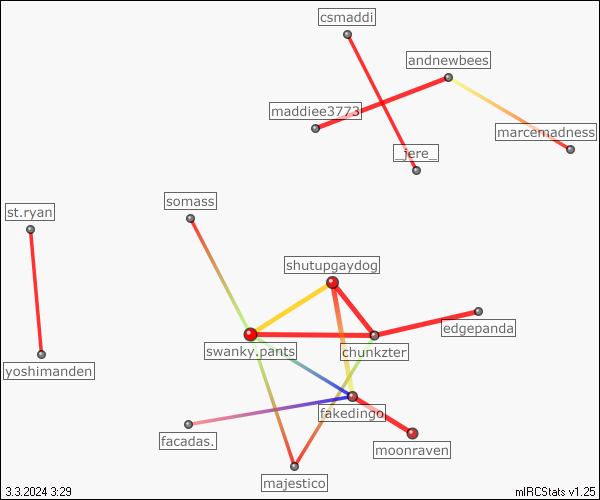 csmaddi
andnewbees
maddiee3773
marcemadness
_jere_
somass
st.ryan
shutupgaydog
edgepanda
swanky.pants
chunkzter
yoshimanden
fakedingo
facadas.
moonraven
majestico
3.3.2024 3:29
mIRCStats v1.25